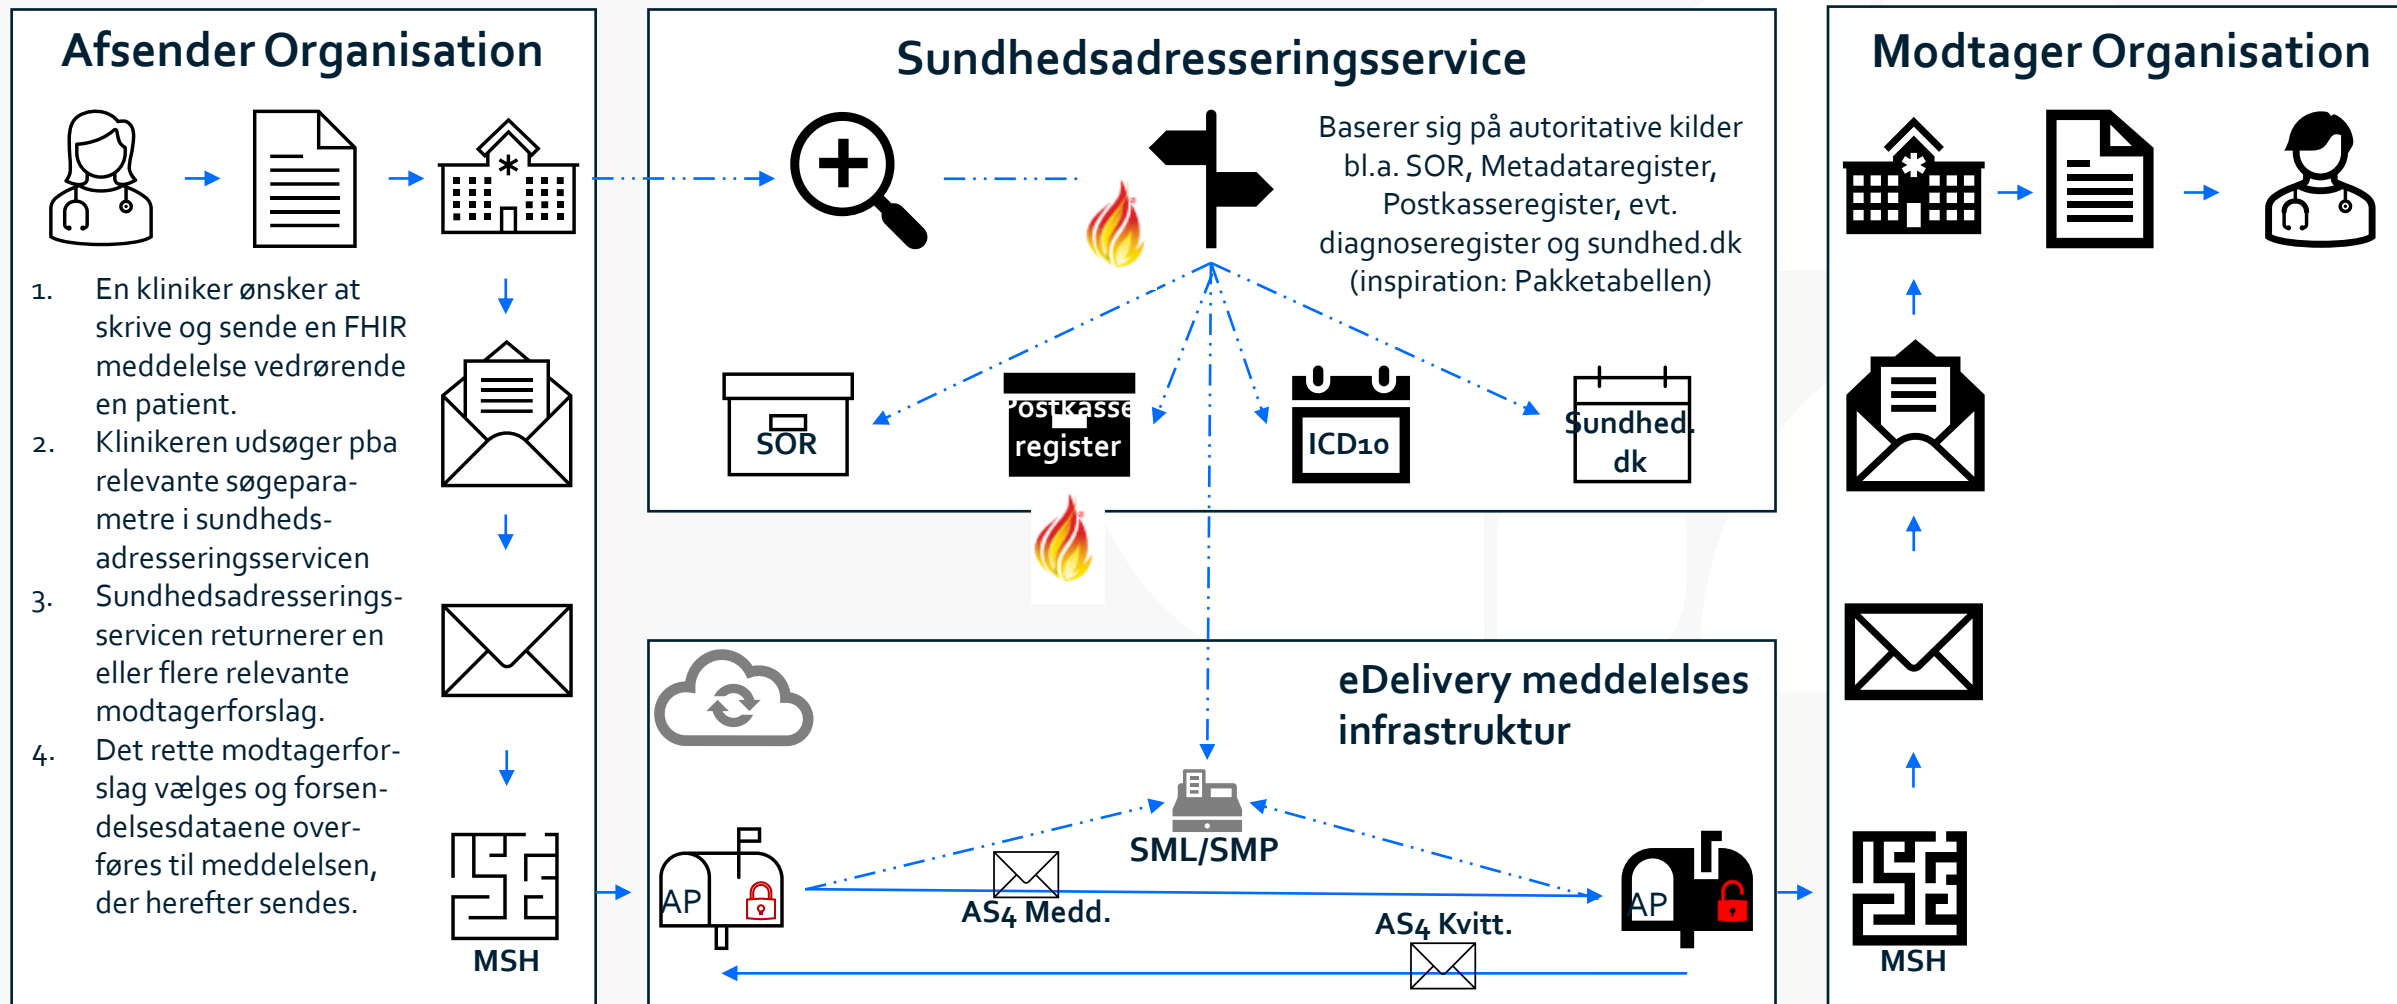 Afsender Organisation
1. En kliniker ønsker at
skrive og sende en FHIR
meddelelse vedrørende
en patient.
2. Klinikeren udsøger pba
relevante søgepara-
metre i sundheds-
adresseringsservicen
3. Sundhedsadresserings-
servicen returnerer en
eller flere relevante
modtagerforslag.
4. Det rette modtagerfor-
slag vælges og forsen-
delsesdataene over-
føres til meddelelsen,
der herefter sendes.
MSH
Sundhedsadresseringsservice
Baserer sig på autoritative kilder
bl.a. SOR, Metadataregister,
Postkasseregister, evt.
diagnoseregister og sundhed.dk
(inspiration: Pakketabellen)
SOR
Postkasse
register
ICD10
Sundhed.
dk
eDelivery meddelelses
infrastruktur
SML/SMP
AP
AS4 Medd.
AS4 Kvitt.
AP
Modtager Organisation
MSH